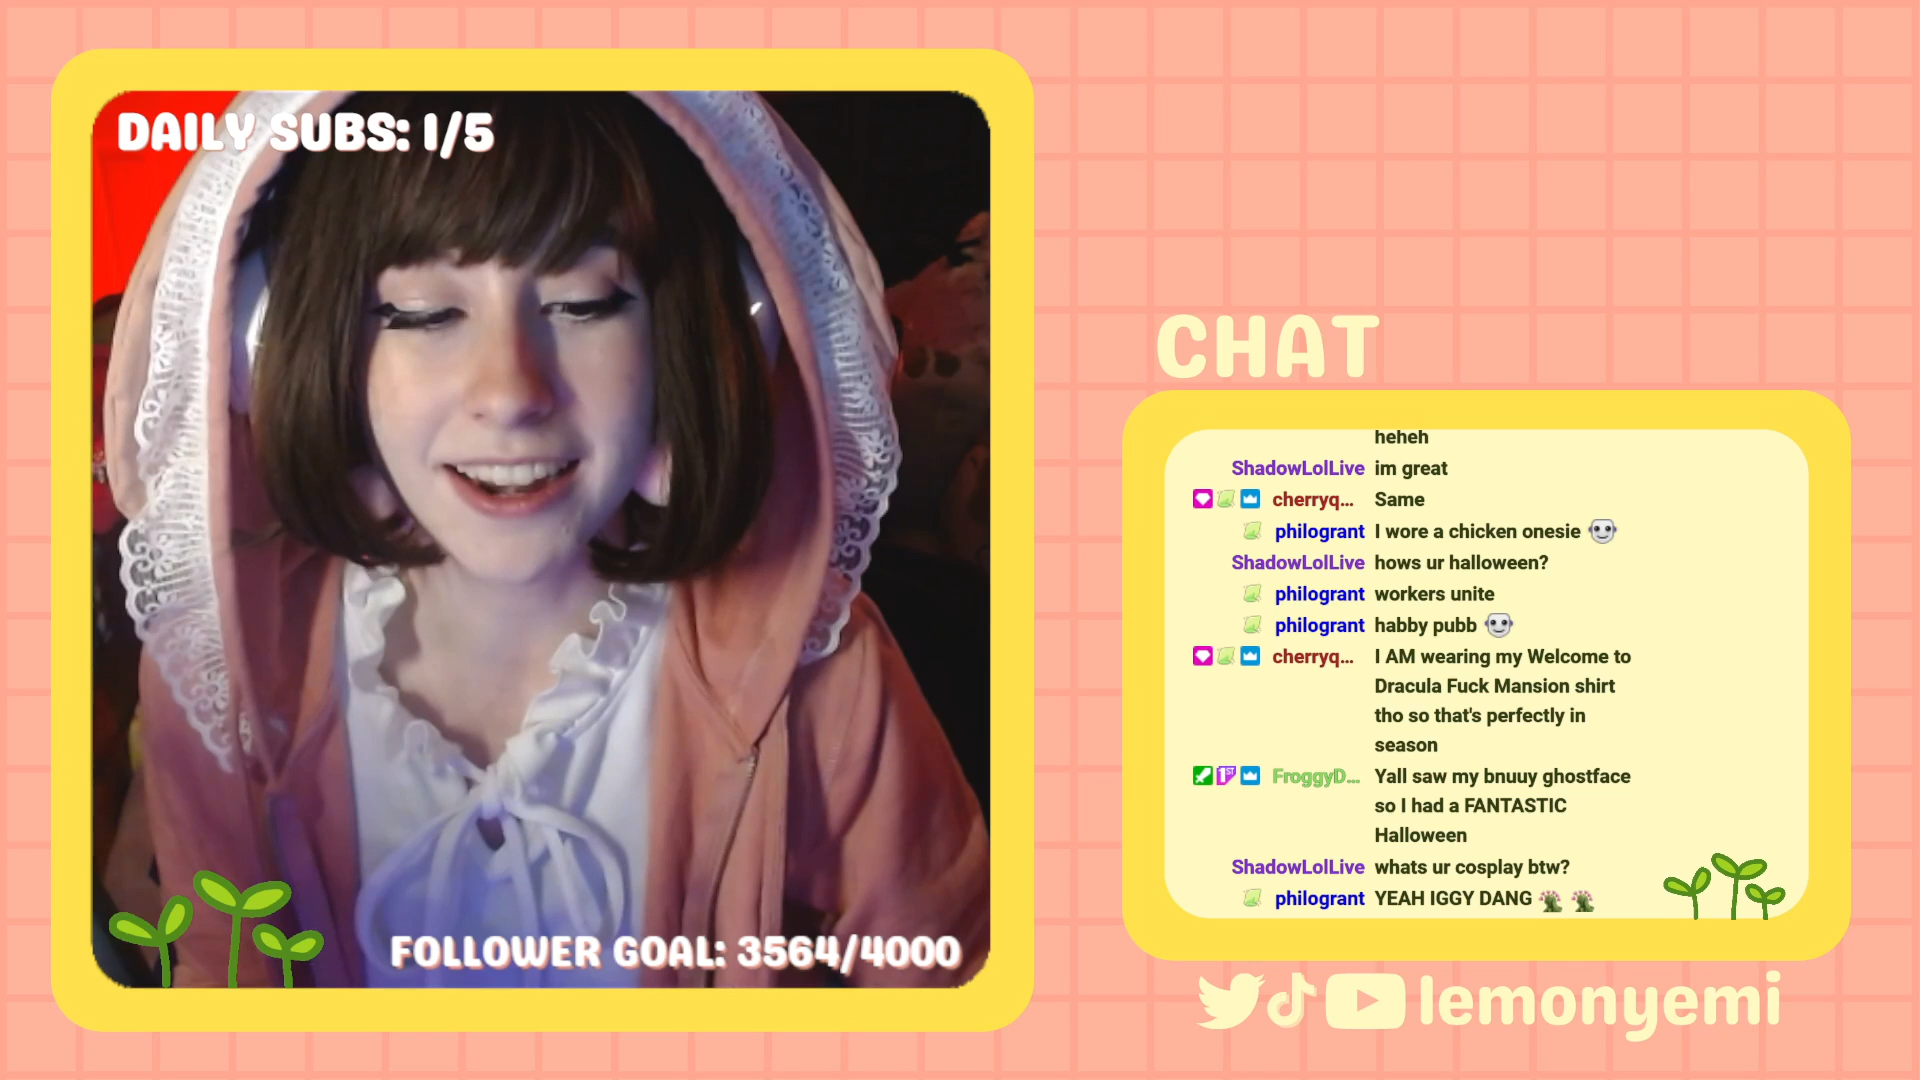 DAILY SUBS: 1/5
FOLLOWER GOAL: 3564/4000
CHAT
heheh
ShadowLolLive im great
cherryq... Same
philogrant I wore a chicken onesie
ShadowLolLive hows ur halloween?
philogrant workers unite
philogrant habby pubb
cherryq... I AM wearing my Welcome to
Dracula Fuck Mansion shirt
tho so that's perfectly in
season
FroggyD... Yall saw my bnuuy ghostface
so I had a FANTASTIC
Halloween
ShadowLolLive whats ur cosplay btw?
philogrant YEAH IGGY DANG
lemonyemi